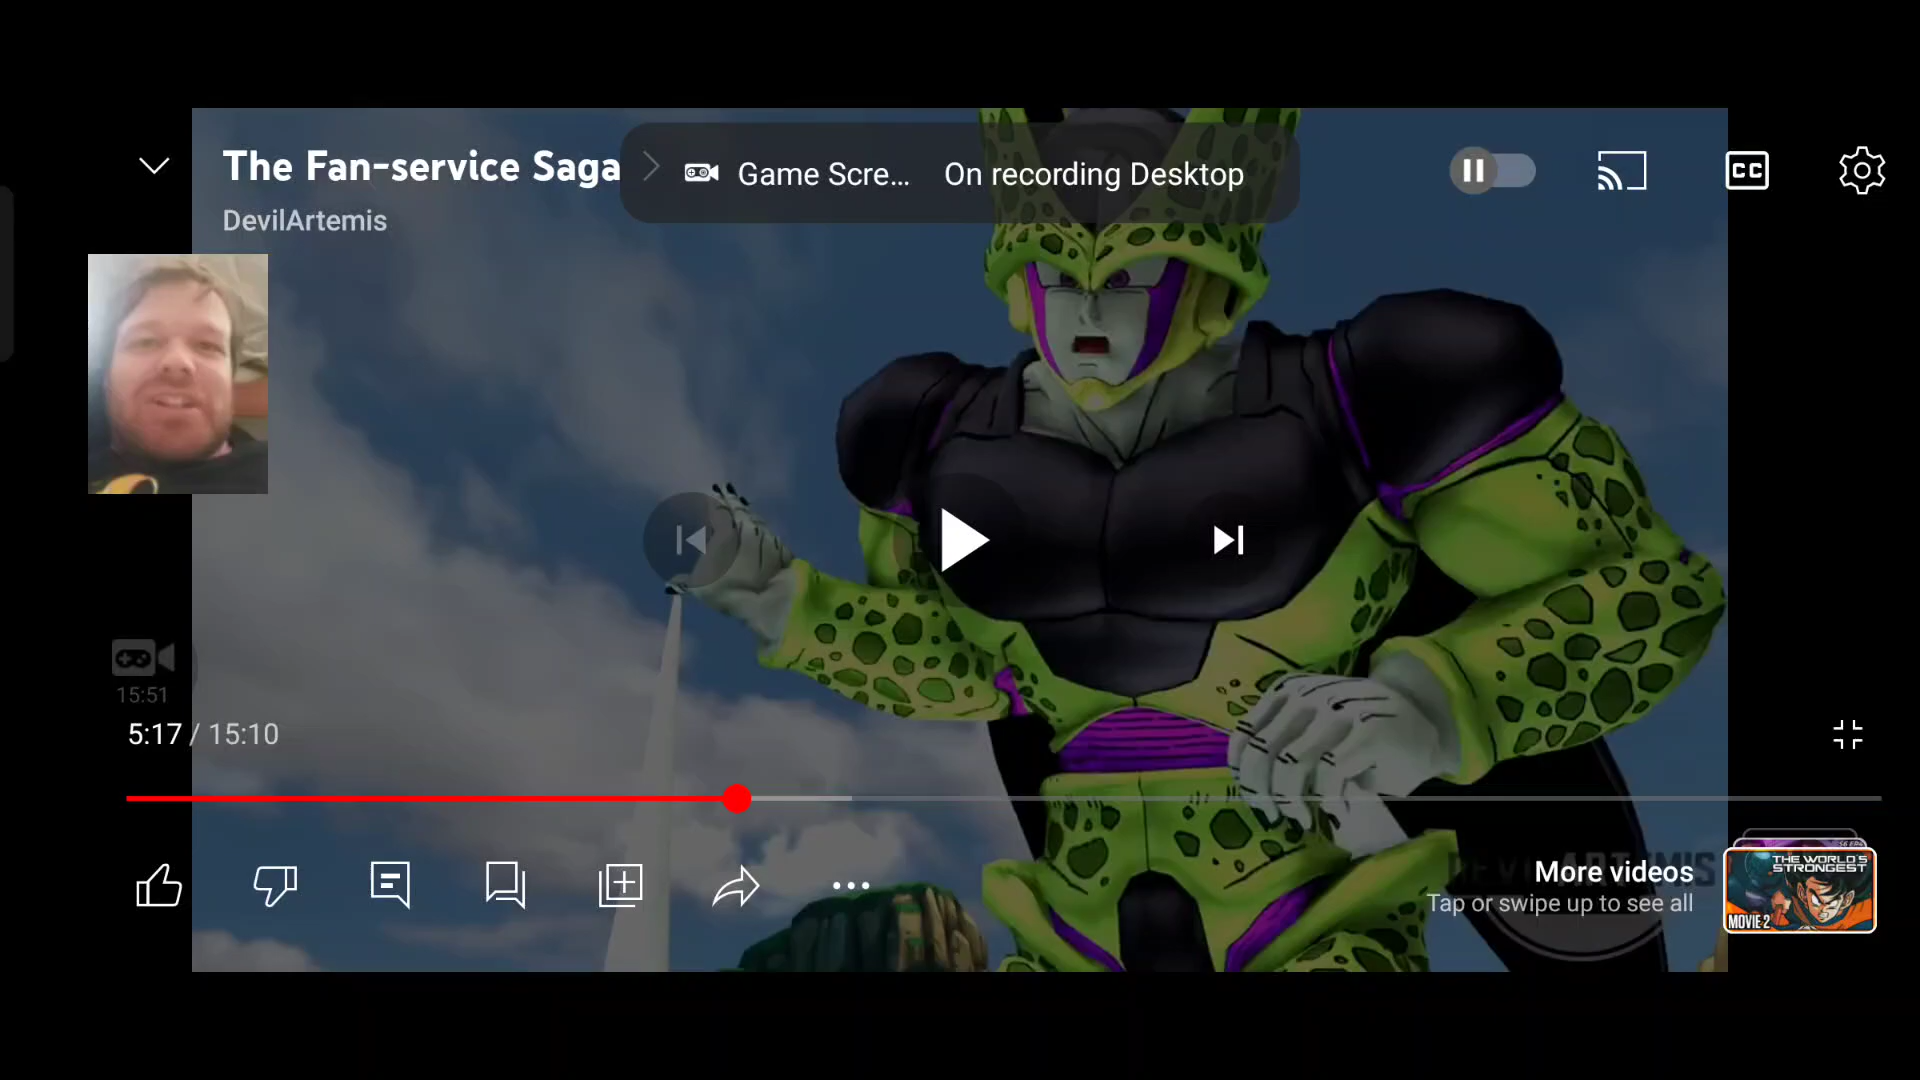 The Fan-service Saga
Game Scre... On recording Desktop
CC
DevilArtemis
15:51
5:17 / 15:10
More videos
Tap or swipe up to see all
THE WORLD'S
STRONGEST
MOVIE 2